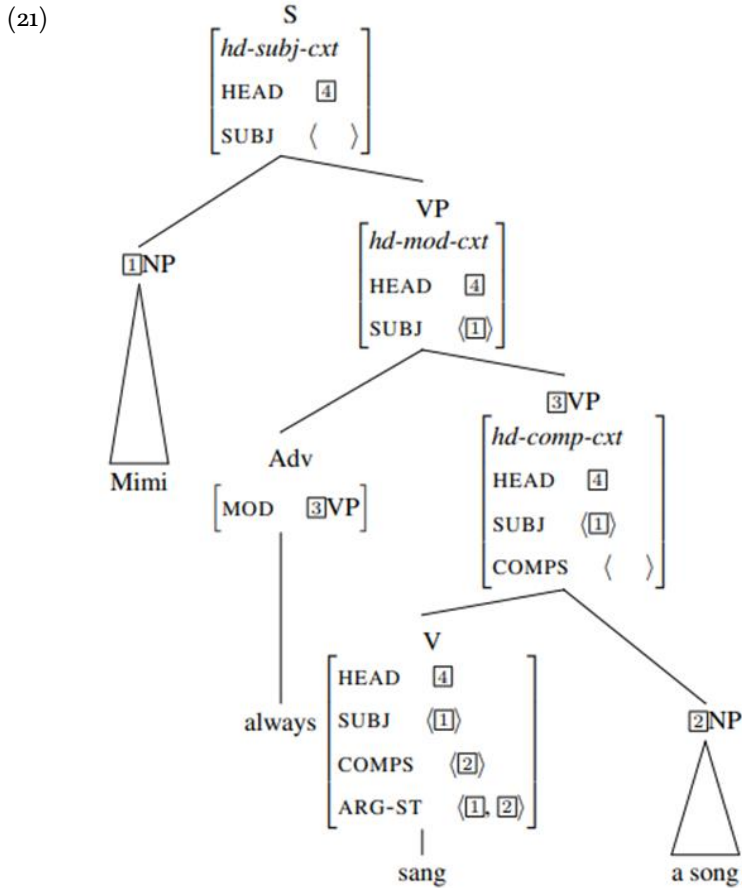 (21)
S
hd-subj-cxt
HEAD 4
SUBJ ⟨ ⟩
1NP
Mimi
VP
hd-mod-cxt
HEAD 4
SUBJ ⟨1⟩
Adv
MOD 3VP
always
3VP
hd-comp-cxt
HEAD 4
SUBJ ⟨1⟩
COMPS ⟨ ⟩
V
HEAD 4
SUBJ ⟨1⟩
COMPS ⟨2⟩
ARG-ST ⟨1, 2⟩
sang
2NP
a song